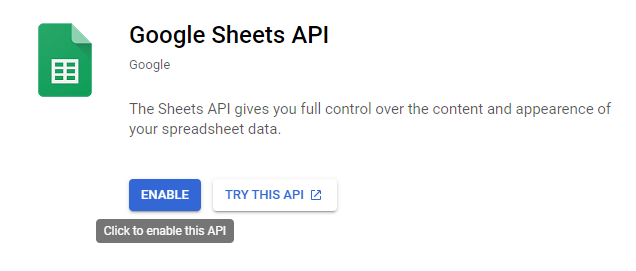 Google Sheets API
Google
The Sheets API gives you full control over the content and appearence of
your spreadsheet data.
ENABLE TRY THIS API
Click to enable this API